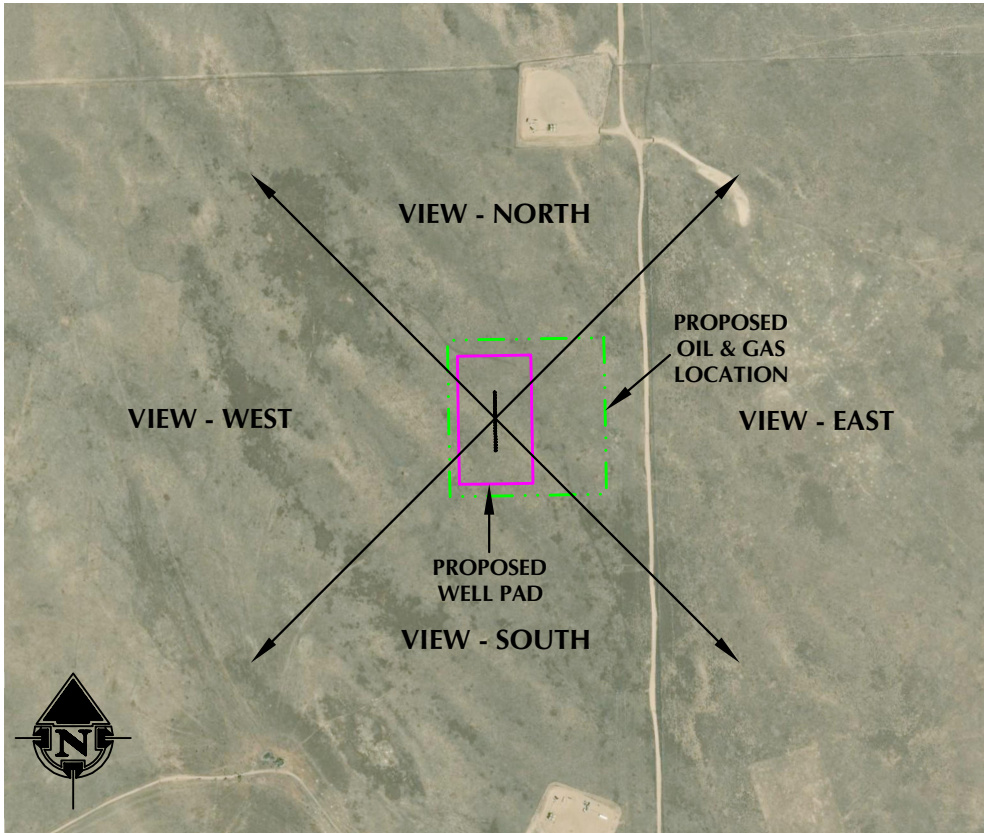 VIEW - NORTH
PROPOSED
OIL & GAS
LOCATION
VIEW - WEST
VIEW - EAST
PROPOSED
WELL PAD
VIEW - SOUTH
N